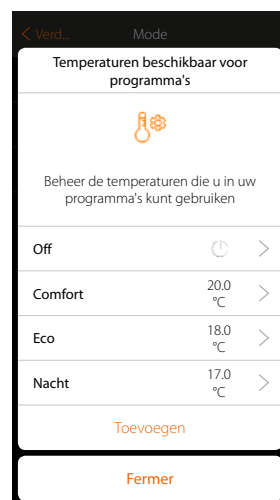 Verd... Mode
Temperaturen beschikbaar voor
programma's
Beheer de temperaturen die u in uw
programma's kunt gebruiken
Off
Comfort 20.0
°C
Eco 18.0
°C
Nacht 17.0
°C
Toevoegen
Fermer